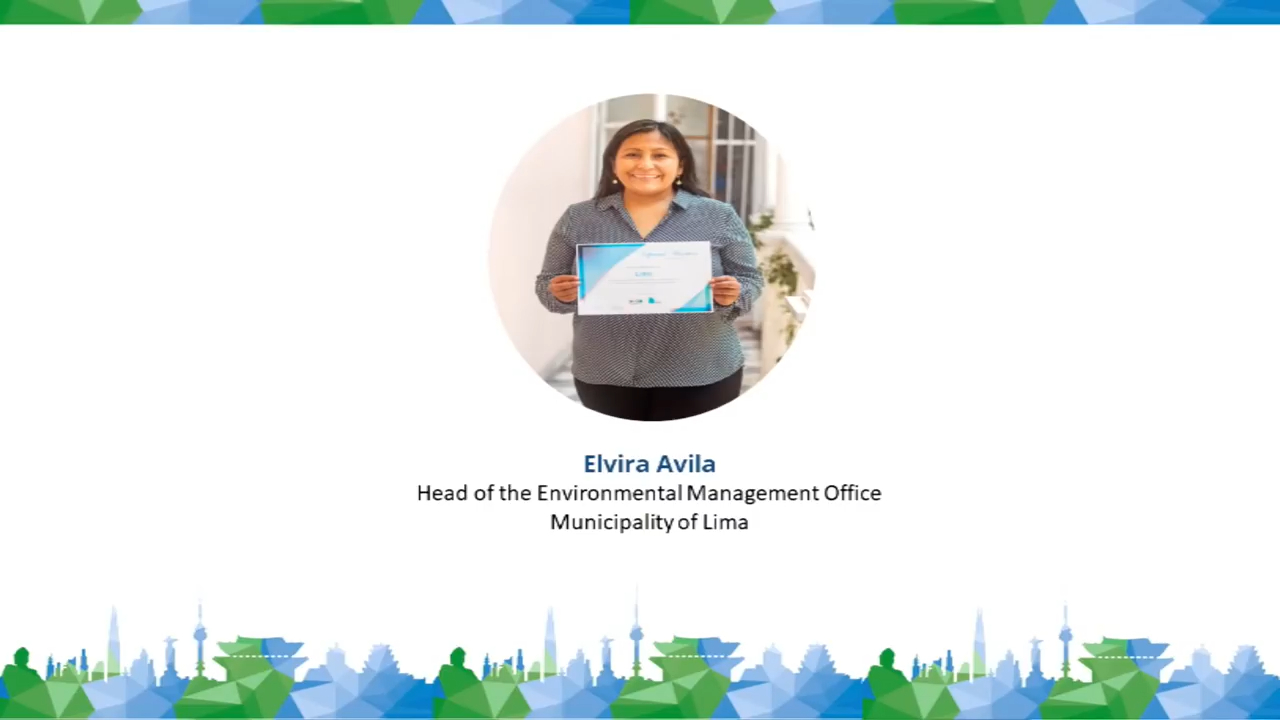 Elvira Avila
Head of the Environmental Management Office
Municipality of Lima